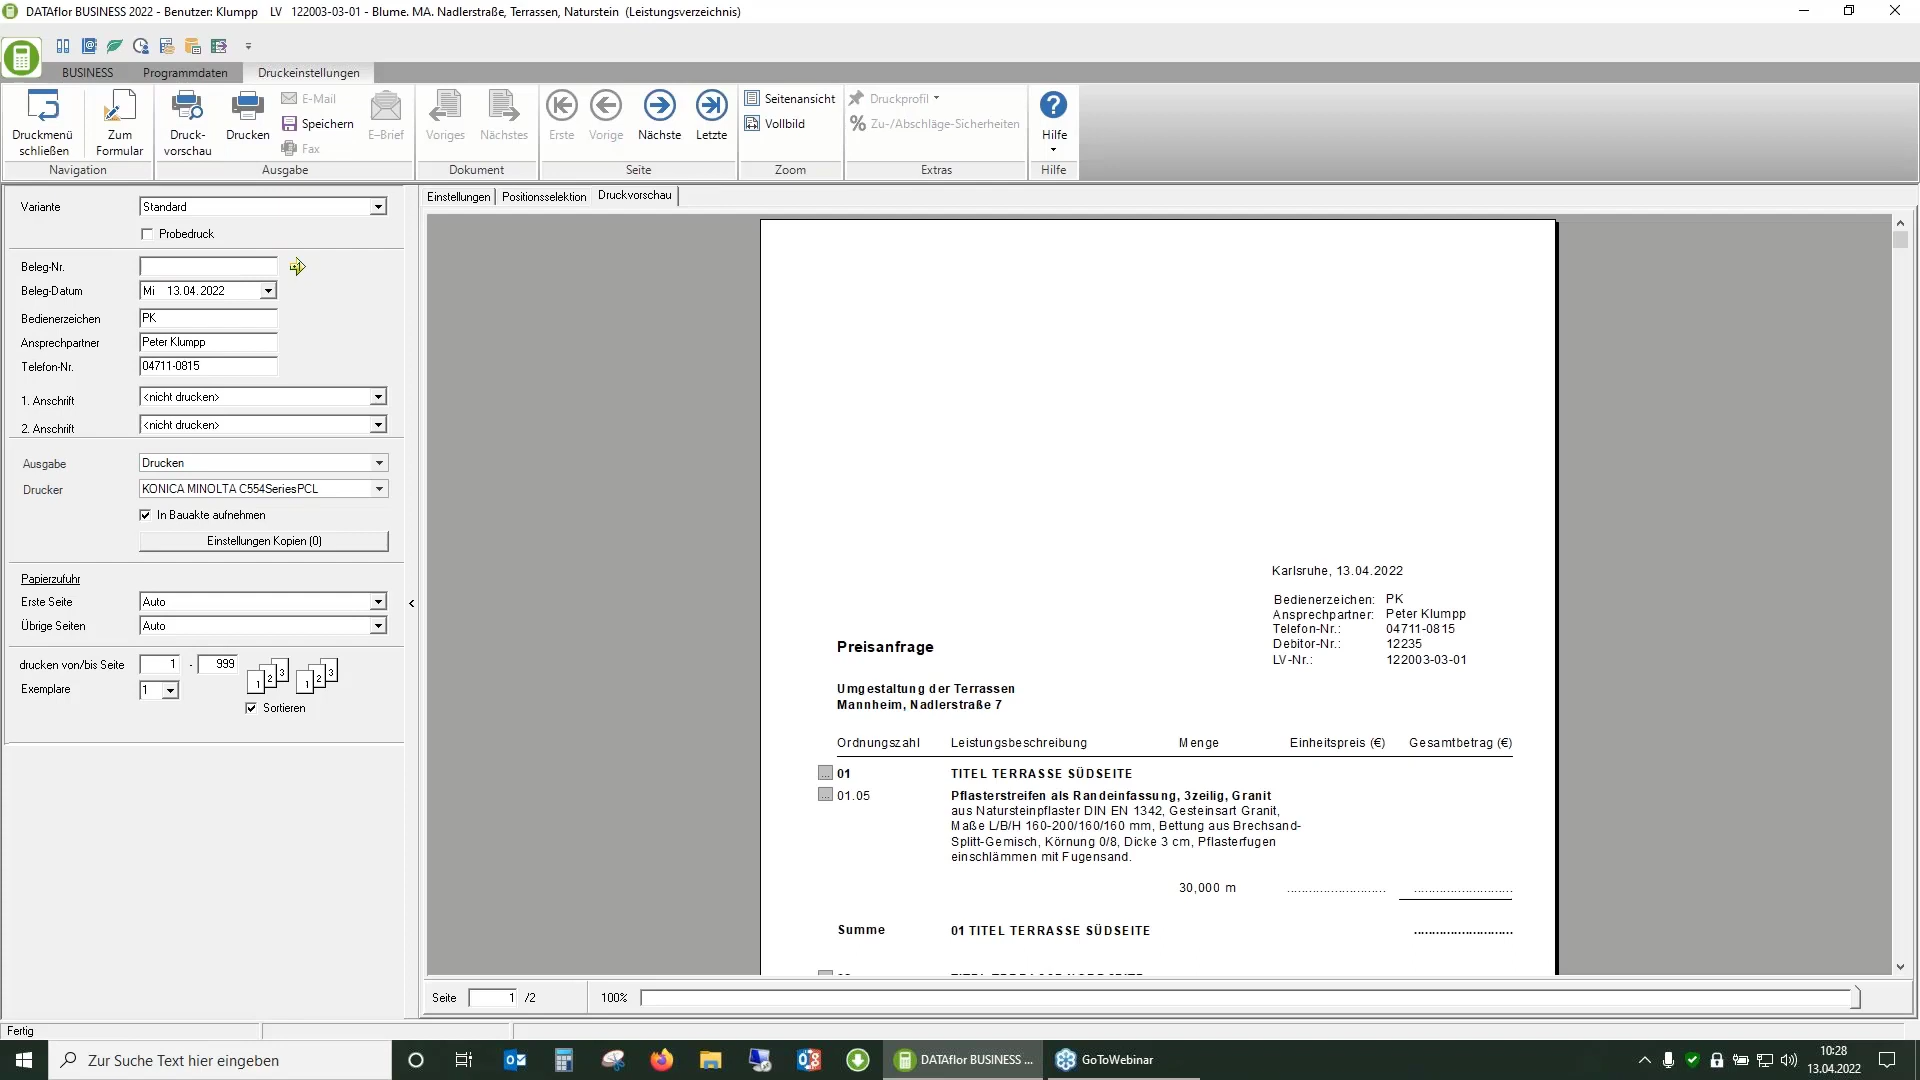 DATAflor BUSINESS 2022 - Benutzer: Klumpp LV 122003-03-01 - Blume. MA. Nadlerstraße, Terrassen, Naturstein (Leistungsverzeichnis)
BUSINESS Programmdaten Druckeinstellungen
Druckmenü schließen
Zum Formular
Druck-vorschau
Drucken
E-Mail
Speichern
Fax
E-Brief
Voriges
Nächstes
Erste
Vorige
Nächste
Letzte
Seitenansicht
Vollbild
Druckprofil
Zu-/Abschläge-Sicherheiten
Hilfe
Navigation Ausgabe Dokument Seite Zoom Extras Hilfe
Einstellungen Positionsselektion Druckvorschau
Variante Standard
Probedruck
Beleg-Nr.
Beleg-Datum Mi 13.04.2022
Bedienerzeichen PK
Ansprechpartner Peter Klumpp
Telefon-Nr. 04711-0815
1. Anschrift <nicht drucken>
2. Anschrift <nicht drucken>
Ausgabe Drucken
Drucker KONICA MINOLTA C554SeriesPCL
In Bauakte aufnehmen
Einstellungen Kopien (0)
Papierzufuhr
Erste Seite Auto
Übrige Seiten Auto
drucken von/bis Seite 1 - 999
1 2 3 1 2 3
Exemplare 1
Sortieren
<
Karlsruhe, 13.04.2022
Bedienerzeichen: PK
Ansprechpartner: Peter Klumpp
Telefon-Nr.: 04711-0815
Debitor-Nr.: 12235
LV-Nr.: 122003-03-01
Preisanfrage
Umgestaltung der Terrassen
Mannheim, Nadlerstraße 7
Ordnungszahl Leistungsbeschreibung Menge Einheitspreis (€) Gesamtbetrag (€)
... 01 TITEL TERRASSE SÜDSEITE
... 01.05 Pflasterstreifen als Randeinfassung, 3zeilig, Granit
aus Natursteinpflaster DIN EN 1342, Gesteinsart Granit,
Maße L/B/H 160-200/160/160 mm, Bettung aus Brechsand-
Splitt-Gemisch, Körnung 0/8, Dicke 3 cm, Pflasterfugen
einschlämmen mit Fugensand.
30,000 m ........................... ...........................
Summe 01 TITEL TERRASSE SÜDSEITE ...........................
Seite 1 /2 100%
Fertig
Zur Suche Text hier eingeben
DATAflor BUSINESS ...
GoToWebinar
10:28
13.04.2022